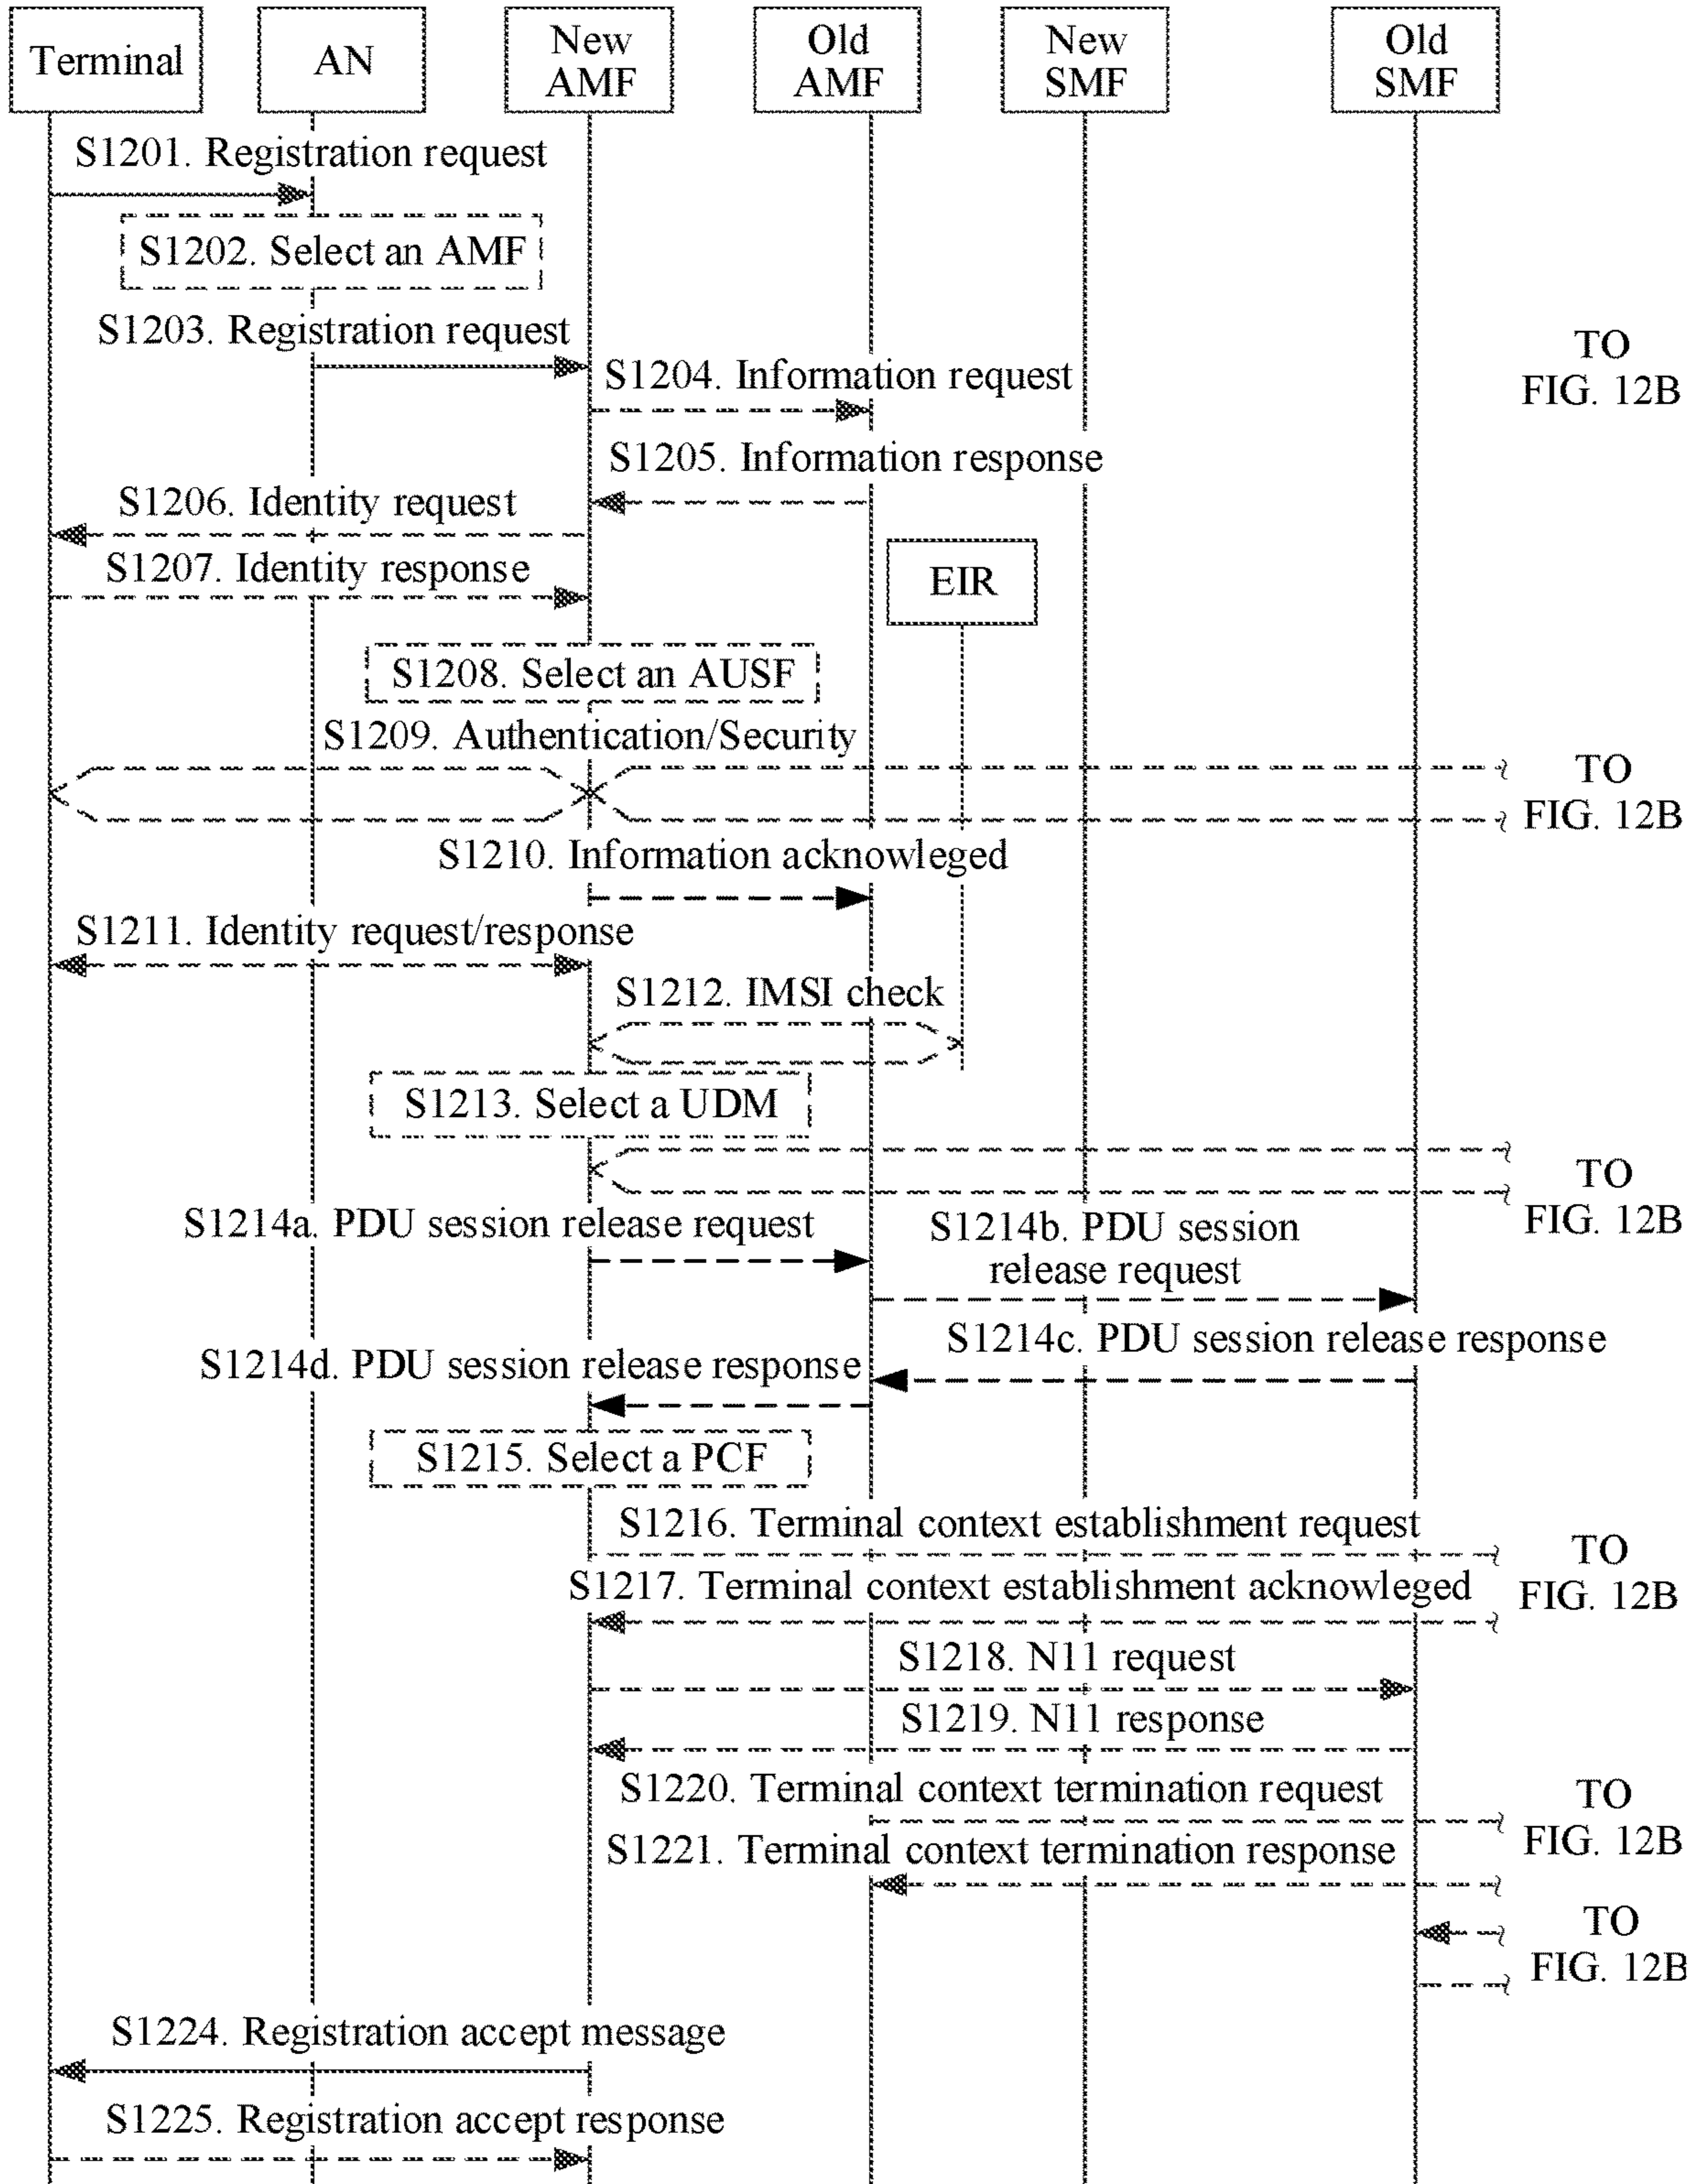 Terminal
AN
New
AMF
Old
AMF
New
SMF
Old
SMF
S1201. Registration request
S1202. Select an AMF
S1203. Registration request
TO
FIG. 12B
S1204. Information request
S1205. Information response
S1206. Identity request
S1207. Identity response
EIR
S1208. Select an AUSF
S1209. Authentication/Security
TO
FIG. 12B
S1210. Information acknowleged
S1211. Identity request/response
S1212. IMSI check
S1213. Select a UDM
TO
FIG. 12B
S1214a. PDU session release request
S1214b. PDU session
release request
S1214c. PDU session release response
S1214d. PDU session release response
S1215. Select a PCF
S1216. Terminal context establishment request
TO
FIG. 12B
S1217. Terminal context establishment acknowleged
S1218. N11 request
S1219. N11 response
S1220. Terminal context termination request
TO
FIG. 12B
S1221. Terminal context termination response
TO
FIG. 12B
S1224. Registration accept message
S1225. Registration accept response